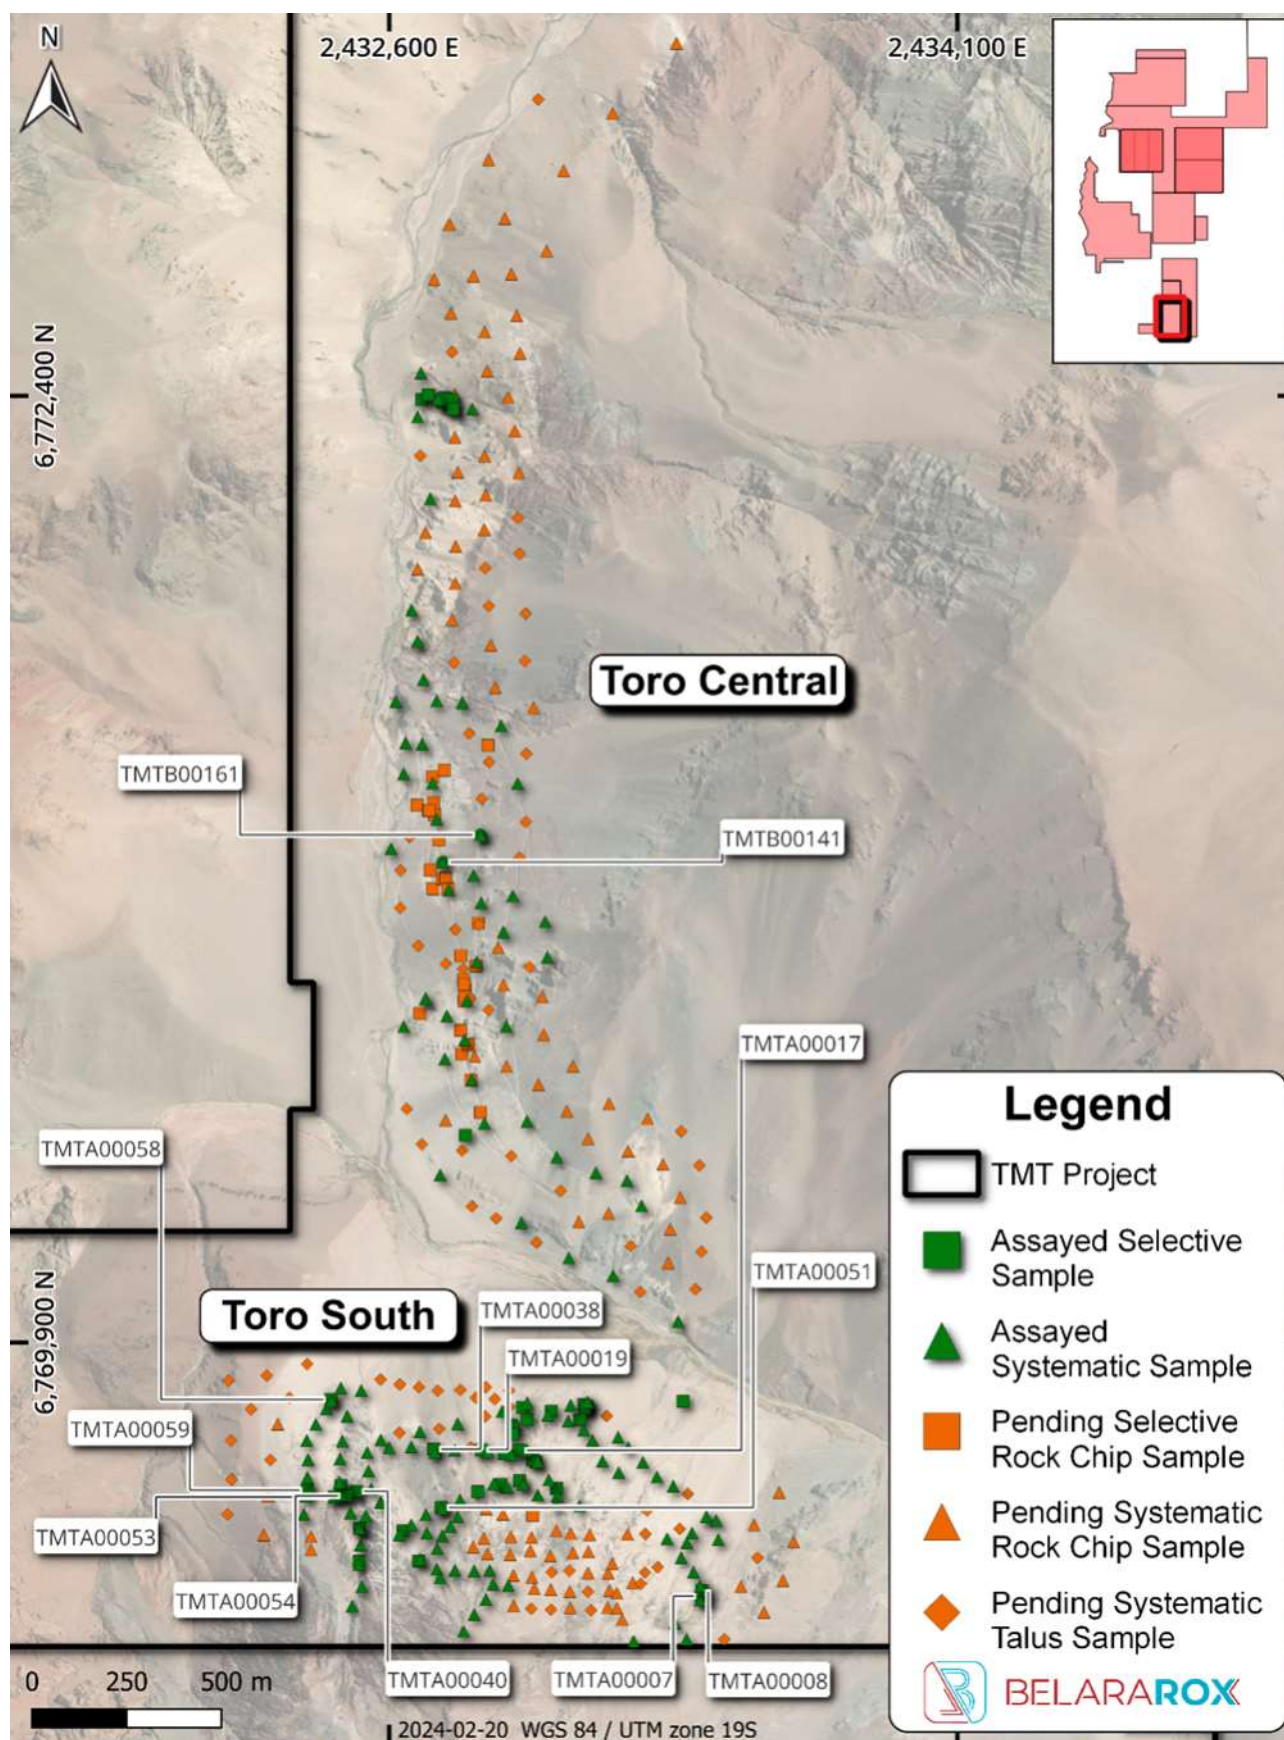 N
2,432,600 E
2,434,100 E
6,772,400 N
Toro Central
TMTB00161
TMTB00141
TMTA00017
TMTA00058
TMTA00051
6,769,900 N
Toro South
TMTA00038
TMTA00019
TMTA00059
TMTA00053
TMTA00054
TMTA00040
TMTA00007
TMTA00008
Legend
TMT Project
Assayed Selective
Sample
Assayed
Systematic Sample
Pending Selective
Rock Chip Sample
Pending Systematic
Rock Chip Sample
Pending Systematic
Talus Sample
BELARAROX
0 250 500 m
2024-02-20 WGS 84 / UTM zone 19S